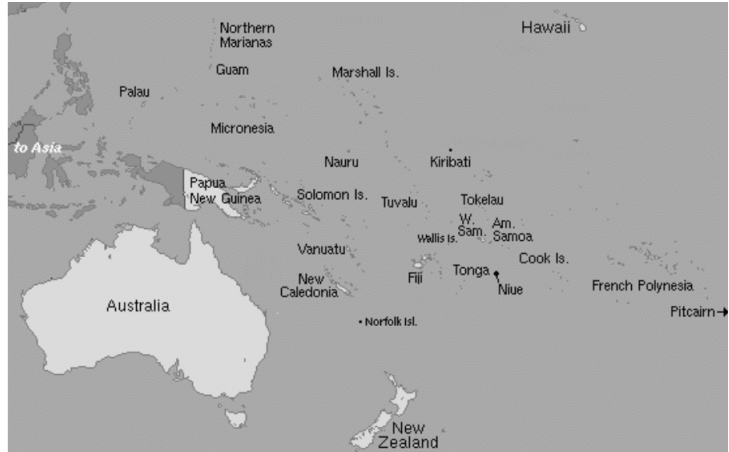 Northern
Marianas
Hawaii
Guam
Marshall Is.
Palau
Micronesia
to Asia
Nauru
Kiribati
Papua
New Guinea
Solomon Is.
Tuvalu
Tokelau
W.
Sam.
Am.
Samoa
Wallis Is.
Vanuatu
Cook Is.
Fiji
Tonga
New
Caledonia
Niue
French Polynesia
Australia
Pitcairn
Norfolk Isl.
New
Zealand